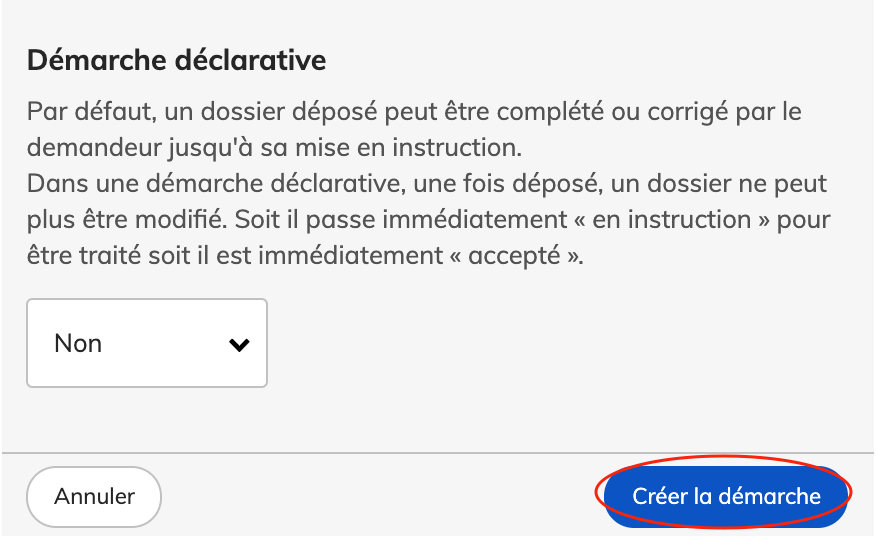 Démarche déclarative
Par défaut, un dossier déposé peut être complété ou corrigé par le
demandeur jusqu'à sa mise en instruction.
Dans une démarche déclarative, une fois déposé, un dossier ne peut
plus être modifié. Soit il passe immédiatement « en instruction » pour
être traité soit il est immédiatement « accepté ».
Non
Annuler
Créer la démarche